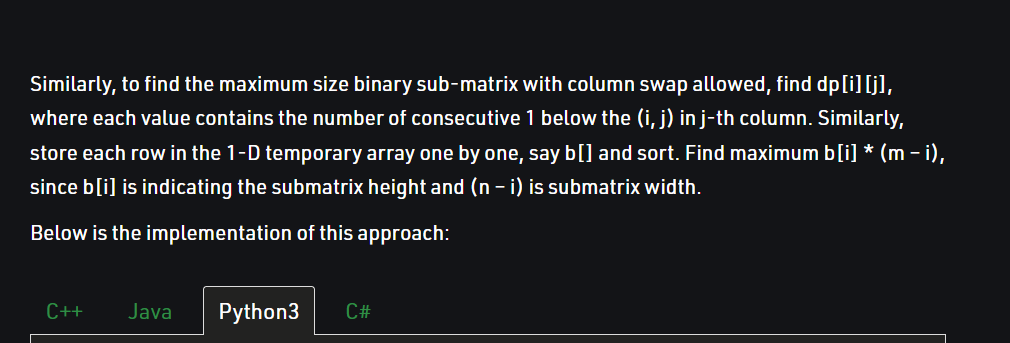 Similarly, to find the maximum size binary sub-matrix with column swap allowed, find dp[i][j],
where each value contains the number of consecutive 1 below the (i, j) in j-th column. Similarly,
store each row in the 1-D temporary array one by one, say b[] and sort. Find maximum b[i] * (m – i),
since b[i] is indicating the submatrix height and (n – i) is submatrix width.
Below is the implementation of this approach:
C++ Java Python3 C#